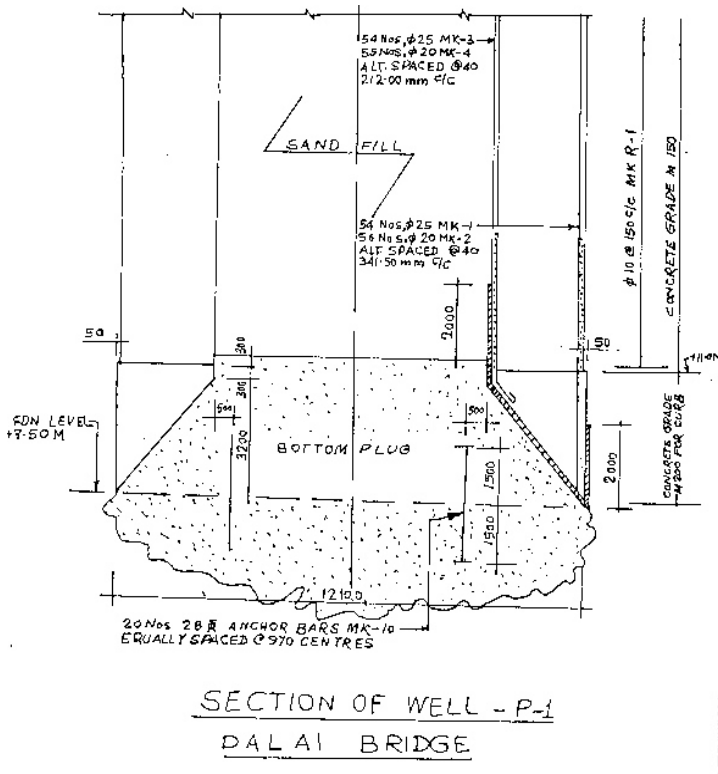 54 Nos,φ25 MK-3
55 Nos,φ20 MK-4
ALT. SPACED @40
212.00 mm C/C
SAND FILL
54 Nos,φ25 MK-1
54 Nos,φ20 MK-2
ALT SPACED @40
341.50 mm C/C
φ10 @ 150 C/C MK R-1
CONCRETE GRADE M 150
2000
50
300
50
300
500
500
FDN LEVEL
+7.50 M
3200
BOTTOM PLUG
1500
1500
CONCRETE GRADE
M200 FOR CURB
2000
12100
20 Nos 28 ANCHOR BARS MK-10
EQUALLY SPACED @ 970 CENTRES
SECTION OF WELL - P-1
DALAI BRIDGE